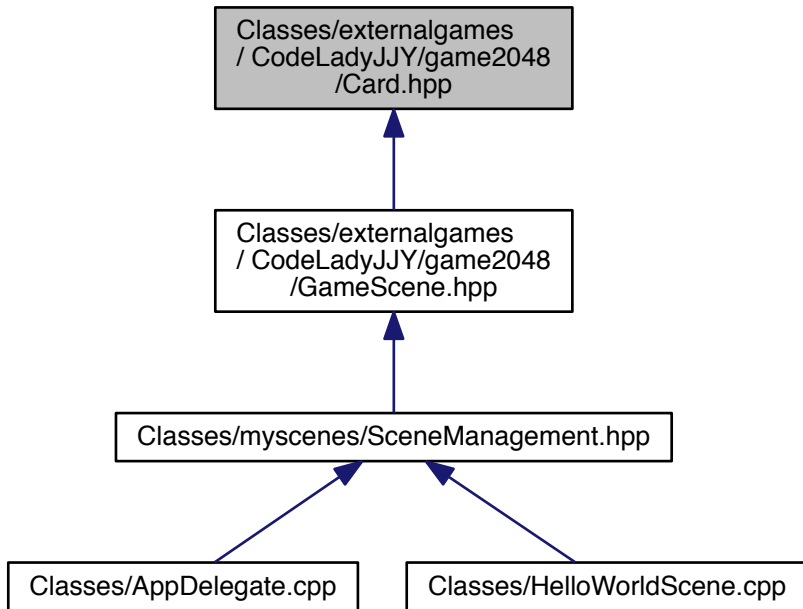 Classes/externalgames
/ CodeLadyJJY/game2048
/Card.hpp
Classes/externalgames
/ CodeLadyJJY/game2048
/GameScene.hpp
Classes/myscenes/SceneManagement.hpp
Classes/AppDelegate.cpp
Classes/HelloWorldScene.cpp